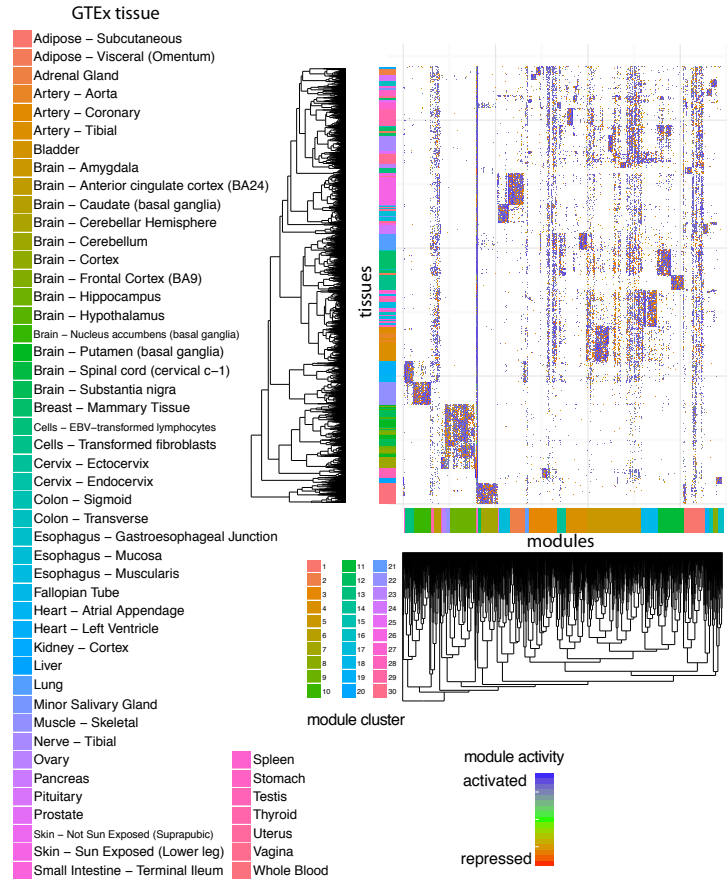 GTEx tissue
Adipose – Subcutaneous
Adipose – Visceral (Omentum)
Adrenal Gland
Artery – Aorta
Artery – Coronary
Artery – Tibial
Bladder
Brain – Amygdala
Brain – Anterior cingulate cortex (BA24)
Brain – Caudate (basal ganglia)
Brain – Cerebellar Hemisphere
Brain – Cerebellum
Brain – Cortex
Brain – Frontal Cortex (BA9)
Brain – Hippocampus
Brain – Hypothalamus
Brain – Nucleus accumbens (basal ganglia)
Brain – Putamen (basal ganglia)
Brain – Spinal cord (cervical c–1)
Brain – Substantia nigra
Breast – Mammary Tissue
Cells – EBV–transformed lymphocytes
Cells – Transformed fibroblasts
Cervix – Ectocervix
Cervix – Endocervix
Colon – Sigmoid
Colon – Transverse
Esophagus – Gastroesophageal Junction
Esophagus – Mucosa
Esophagus – Muscularis
Fallopian Tube
Heart – Atrial Appendage
Heart – Left Ventricle
Kidney – Cortex
Liver
Lung
Minor Salivary Gland
Muscle – Skeletal
Nerve – Tibial
Ovary
Pancreas
Pituitary
Prostate
Skin – Not Sun Exposed (Suprapubic)
Skin – Sun Exposed (Lower leg)
Small Intestine – Terminal Ileum
Spleen
Stomach
Testis
Thyroid
Uterus
Vagina
Whole Blood
tissues
modules
1
2
3
4
5
6
7
8
9
10
11
12
13
14
15
16
17
18
19
20
21
22
23
24
25
26
27
28
29
30
module cluster
module activity
activated
repressed